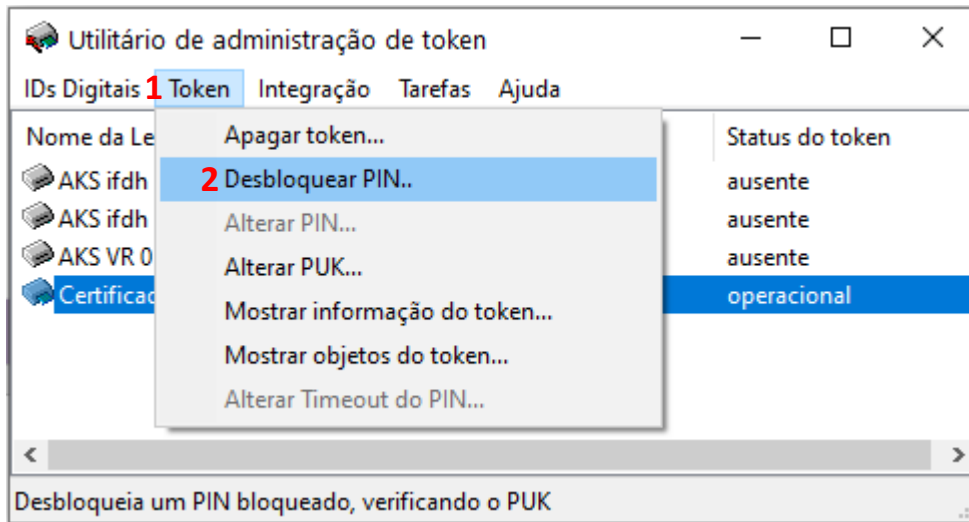 Utilitário de administração de token
IDs Digitais 1 Token Integração Tarefas Ajuda
Nome da Le Status do token
Apagar token...
AKS ifdh ausente
2 Desbloquear PIN..
AKS ifdh ausente
Alterar PIN...
AKS VR 0 ausente
Alterar PUK...
Certificad operacional
Mostrar informação do token...
Mostrar objetos do token...
Alterar Timeout do PIN...
Desbloqueia um PIN bloqueado, verificando o PUK